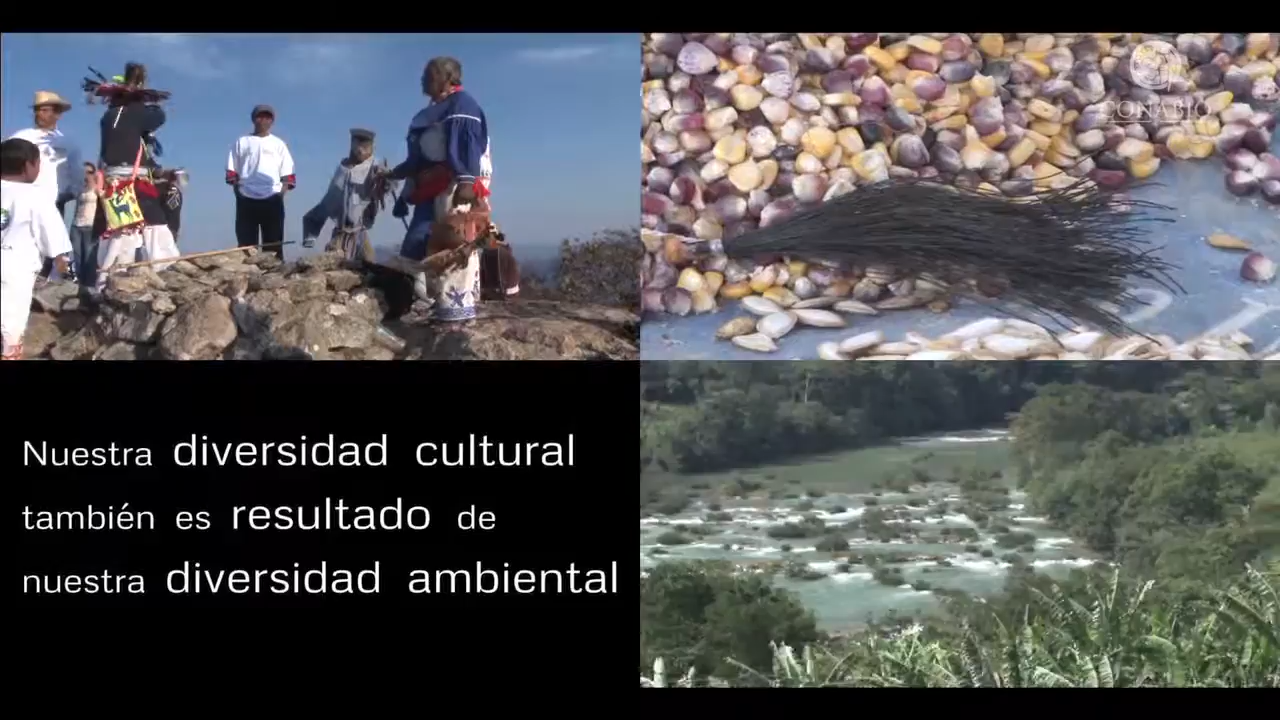 CONABIO
Nuestra diversidad cultural
también es resultado de
nuestra diversidad ambiental